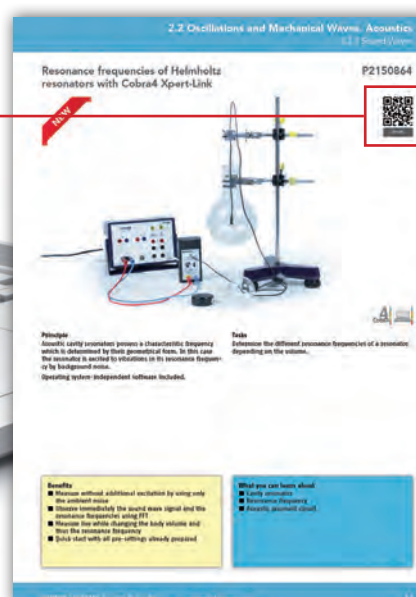 2.2 Oscillations and Mechanical Waves, Acoustics
2.2.3 Sound Waves
Resonance frequencies of Helmholtz
resonators with Cobra4 Xpert-Link
P2150864
NEW
Principle
Acoustic cavity resonators possess a characteristic frequency
which is determined by their geometrical form. In this case
the resonator is excited to vibrations in its resonance frequen-
cy by background noise.
Operating system-independent software included.
Tasks
Determine the different resonance frequencies of a resonator
depending on the volume.
Benefits
■ Measure without additional excitation by using only
the ambient noise
■ Observe immediately the sound wave signal and the
resonance frequencies using FFT
■ Measure live while changing the body volume and
thus the resonance frequency
■ Quick start with all pre-settings already prepared
What you can learn about
■ Cavity resonator
■ Resonance frequency
■ Acoustic resonant circuit